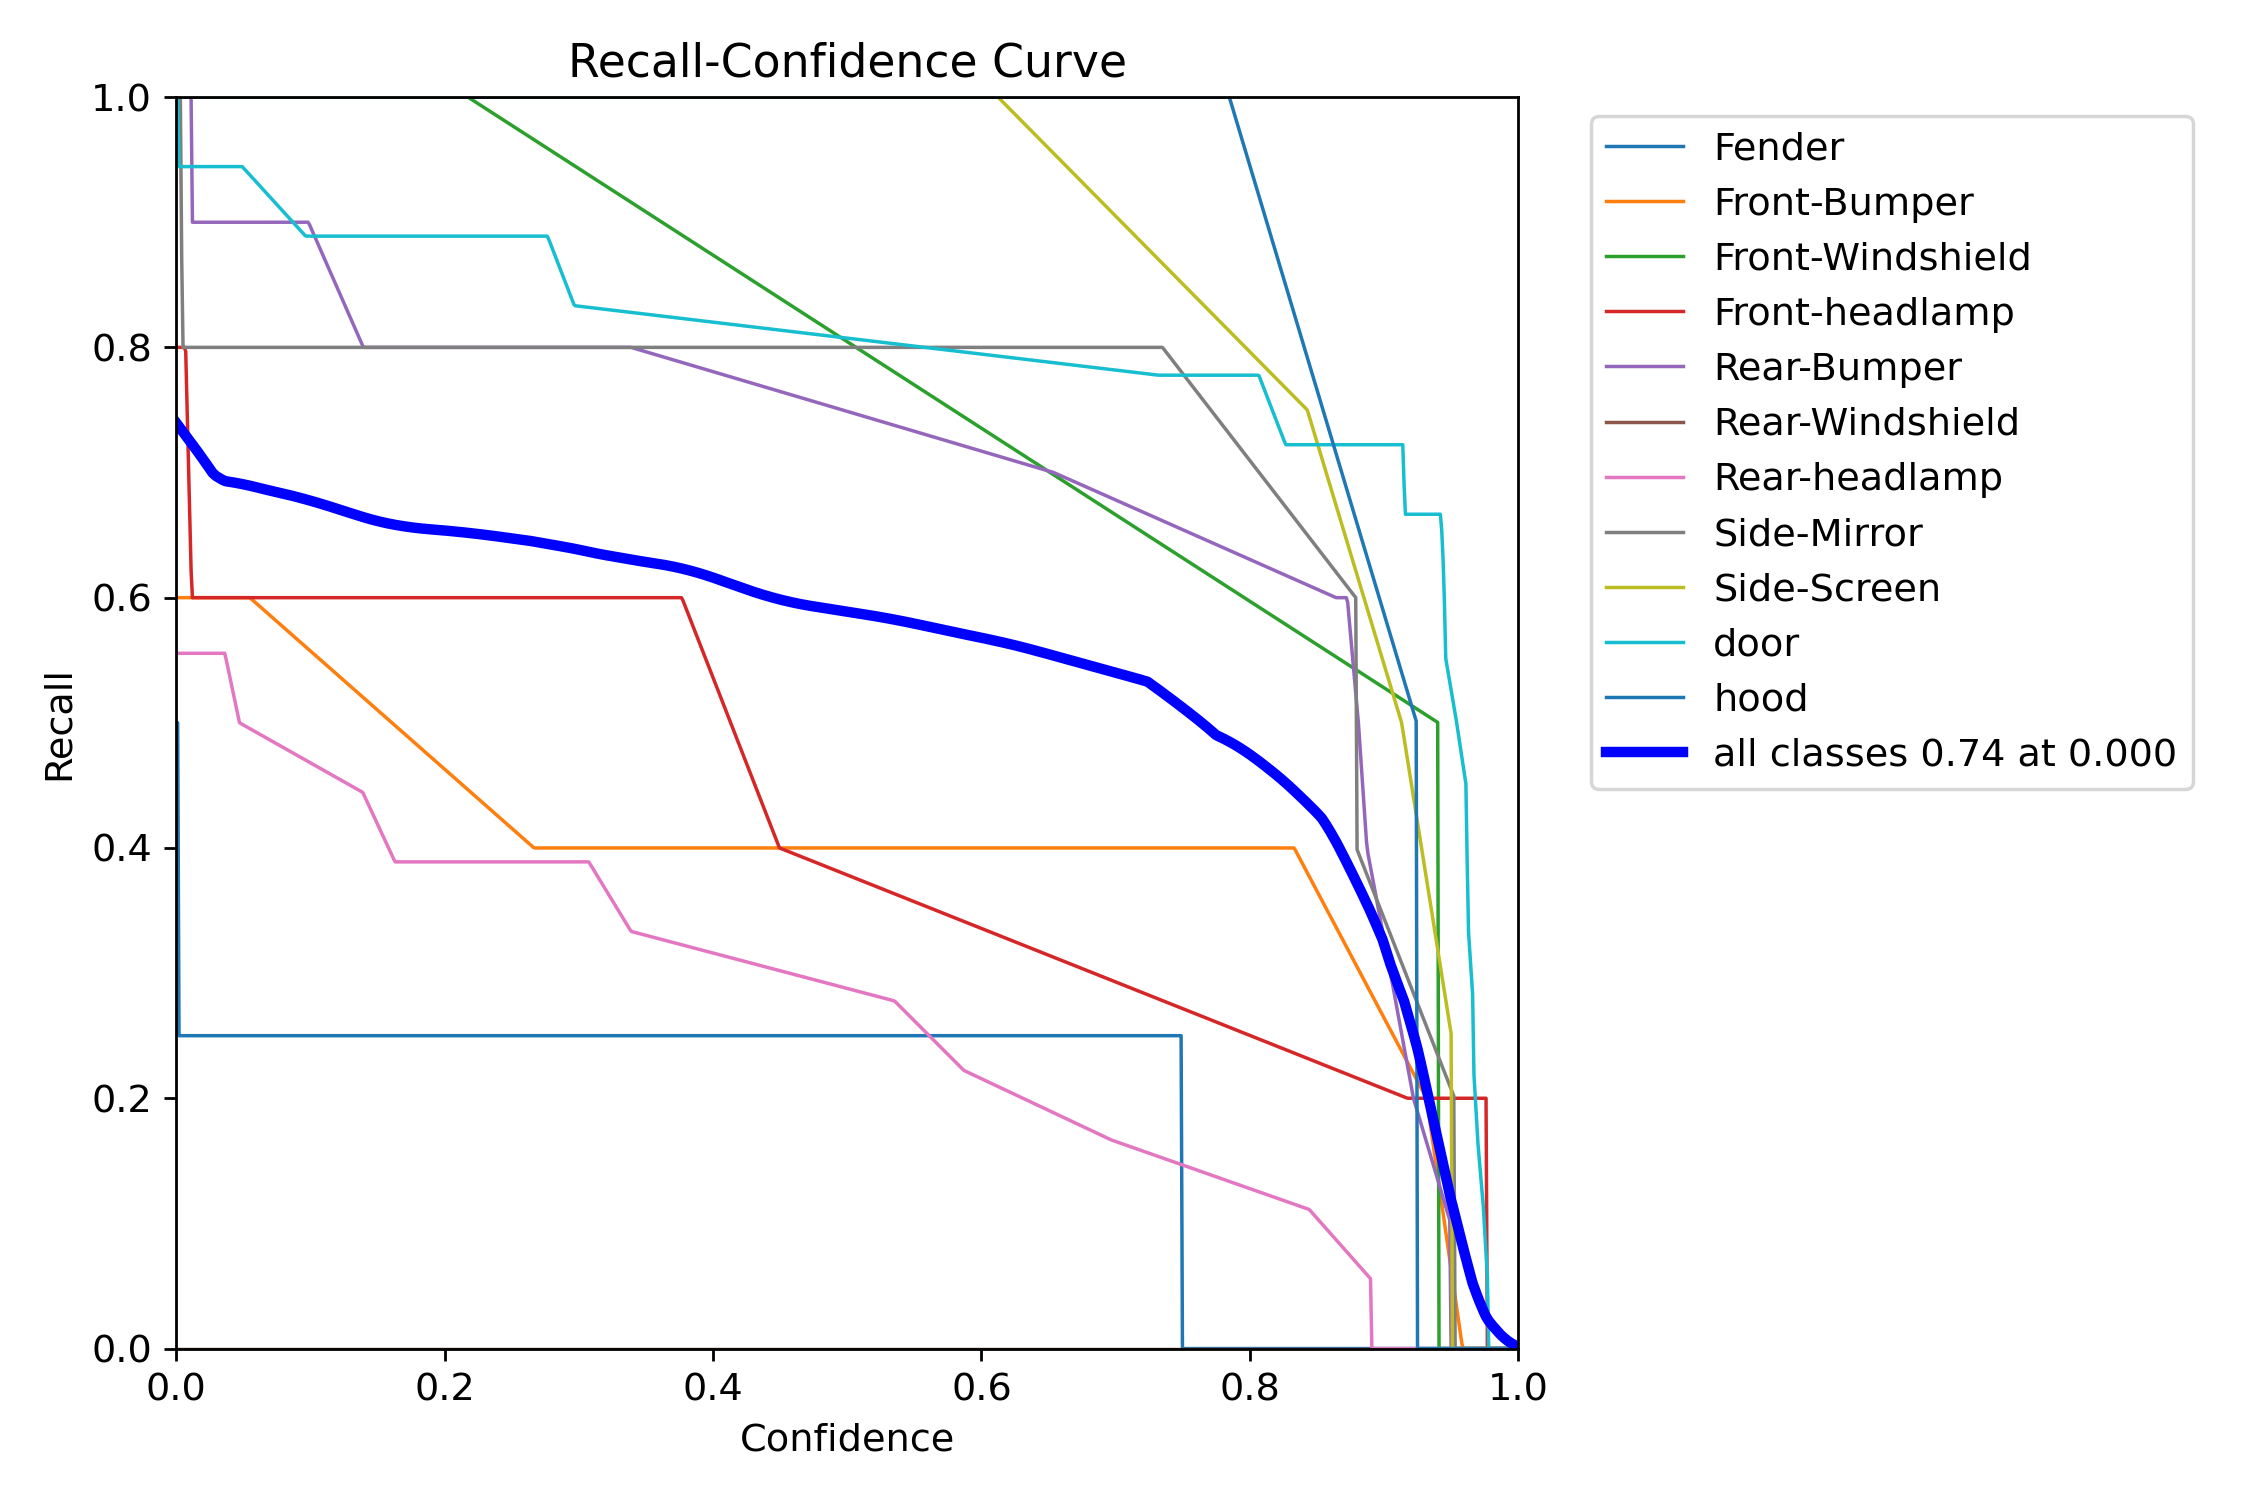 Recall-Confidence Curve
1.0
0.8
0.6
0.4
0.2
0.0
Recall
0.0 0.2 0.4 0.6 0.8 1.0
Confidence
Fender
Front-Bumper
Front-Windshield
Front-headlamp
Rear-Bumper
Rear-Windshield
Rear-headlamp
Side-Mirror
Side-Screen
door
hood
all classes 0.74 at 0.000